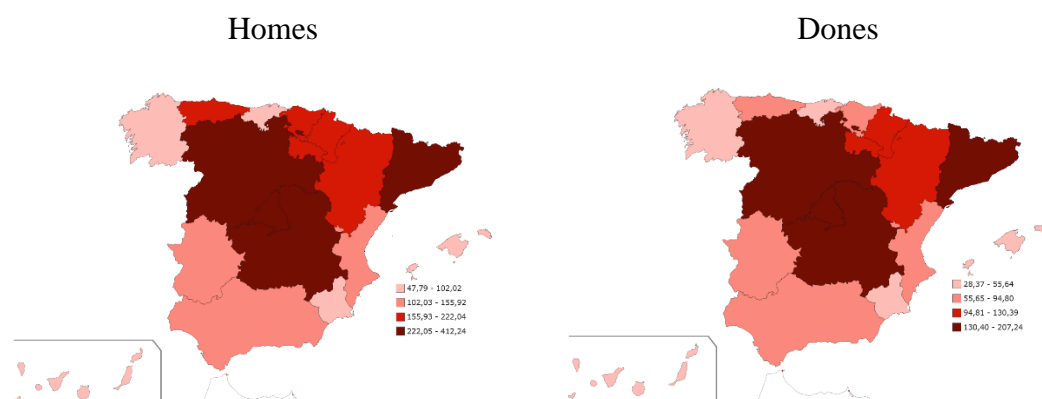 Homes
Dones
47,79 - 102,02
102,03 - 155,92
155,93 - 222,04
222,05 - 412,24
28,37 - 55,64
55,65 - 94,80
94,81 - 130,39
130,40 - 207,24